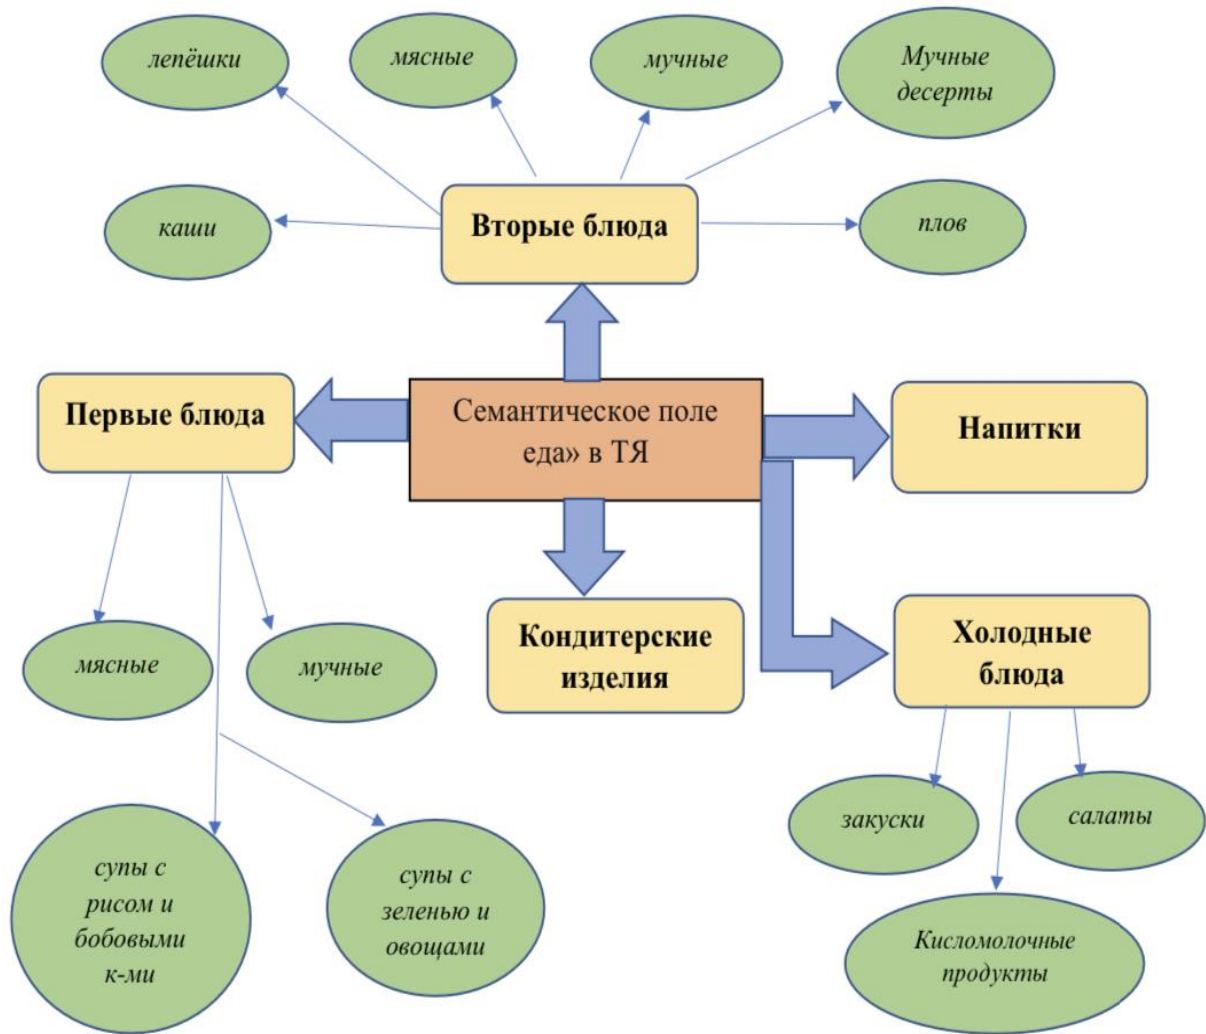 лепёшки
мясные
мучные
Мучные
десерты
каши
Вторые блюда
плов
Первые блюда
Семантическое поле
еда» в ТЯ
Напитки
мясные
мучные
Кондитерские
изделия
Холодные
блюда
закуски
салаты
супы с
рисом и
бобовыми
к-ми
супы с
зеленью и
овощами
Кисломолочные
продукты